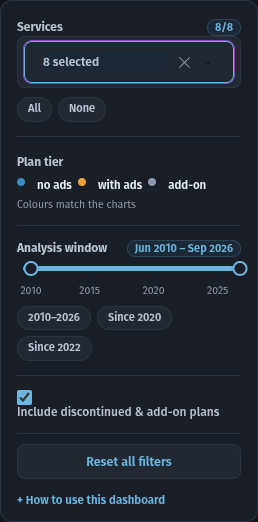 Services 8/8
8 selected
All None
Plan tier
no ads with ads add-on
Colours match the charts
Analysis window Jun 2010 – Sep 2026
2010 2015 2020 2025
2010–2026 Since 2020
Since 2022
Include discontinued & add-on plans
Reset all filters
+ How to use this dashboard